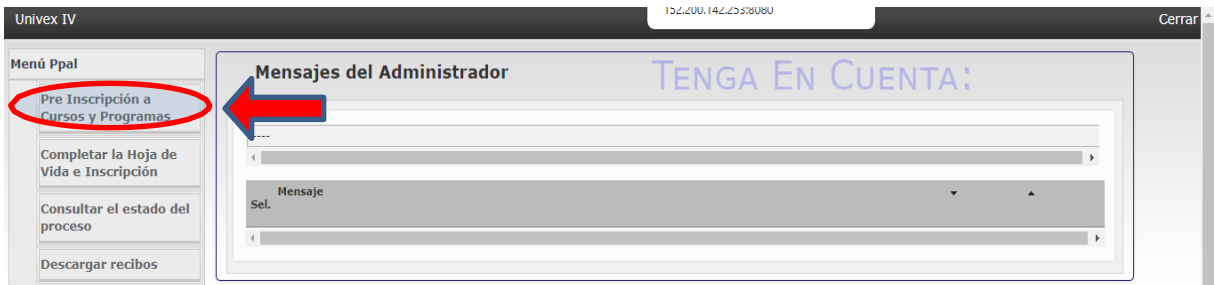 Univex IV
152.200.142.253:8080
Cerrar
Menú Ppal
Pre Inscripción a
Cursos y Programas
Completar la Hoja de
Vida e Inscripción
Consultar el estado del
proceso
Descargar recibos
Mensajes del Administrador
TENGA EN CUENTA:
----
Mensaje
Sel.